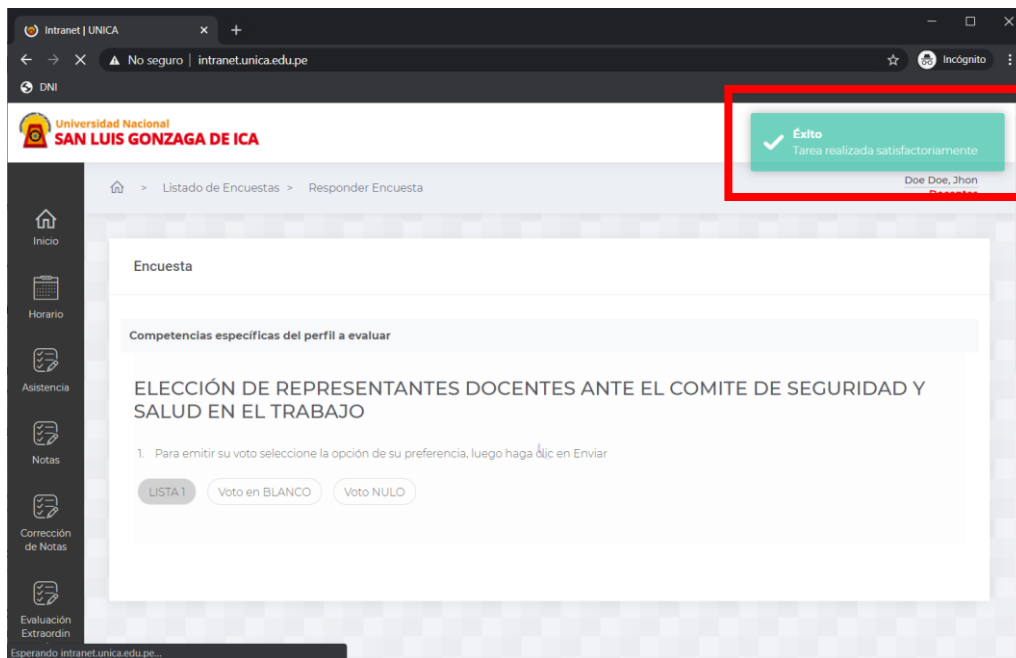 Intranet | UNICA
No seguro | intranet.unica.edu.pe
Incógnito
DNI
Universidad Nacional
SAN LUIS GONZAGA DE ICA
Éxito
Tarea realizada satisfactoriamente
> Listado de Encuestas > Responder Encuesta
Doe Doe, Jhon
Docentes
Inicio
Horario
Asistencia
Notas
Corrección
de Notas
Evaluación
Extraordin
Encuesta
Competencias específicas del perfil a evaluar
ELECCIÓN DE REPRESENTANTES DOCENTES ANTE EL COMITE DE SEGURIDAD Y
SALUD EN EL TRABAJO
1. Para emitir su voto seleccione la opción de su preferencia, luego haga clic en Enviar
LISTA 1 Voto en BLANCO Voto NULO
Esperando intranet.unica.edu.pe...